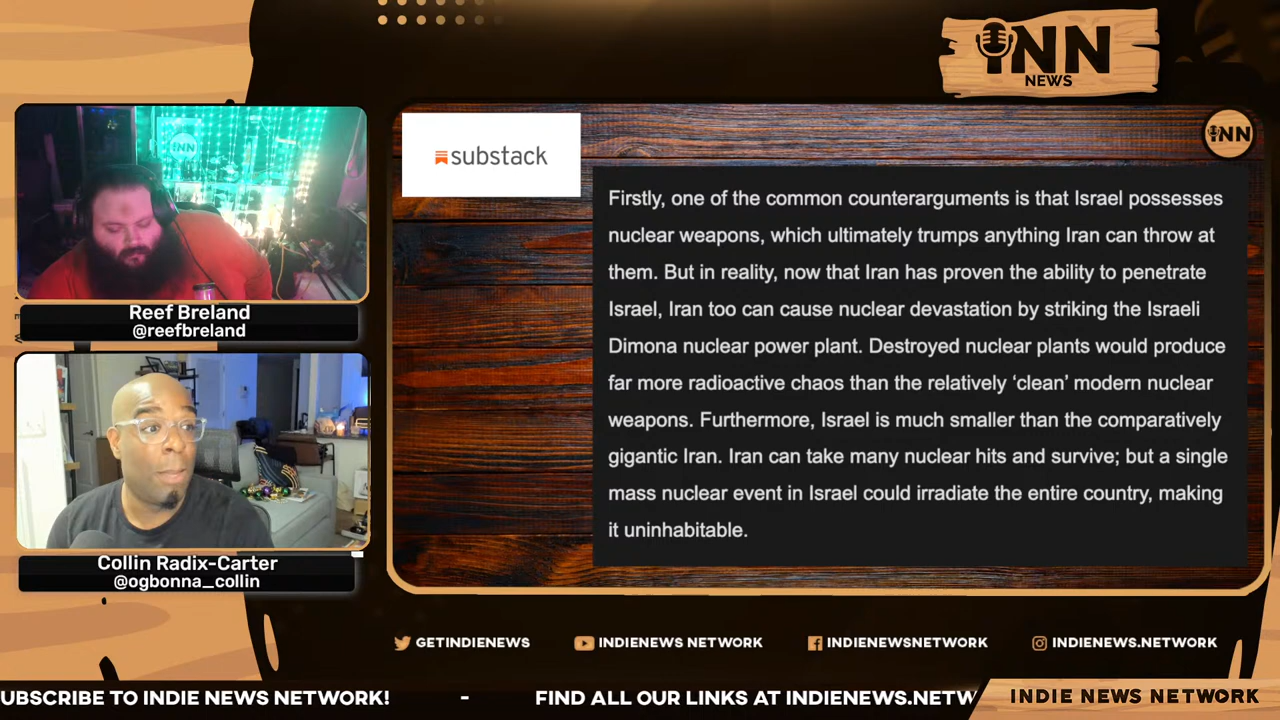 iNN
NEWS
substack
iNN
Firstly, one of the common counterarguments is that Israel possesses
nuclear weapons, which ultimately trumps anything Iran can throw at
them. But in reality, now that Iran has proven the ability to penetrate
Israel, Iran too can cause nuclear devastation by striking the Israeli
Dimona nuclear power plant. Destroyed nuclear plants would produce
far more radioactive chaos than the relatively ‘clean’ modern nuclear
weapons. Furthermore, Israel is much smaller than the comparatively
gigantic Iran. Iran can take many nuclear hits and survive; but a single
mass nuclear event in Israel could irradiate the entire country, making
it uninhabitable.
iNN
Reef Breland
@reefbreland
Collin Radix-Carter
@ogbonna_collin
GETINDIENEWS
INDIENEWS NETWORK
INDIENEWSNETWORK
INDIENEWS.NETWORK
UBSCRIBE TO INDIE NEWS NETWORK! - FIND ALL OUR LINKS AT INDIENEWS.NETW
INDIE NEWS NETWORK